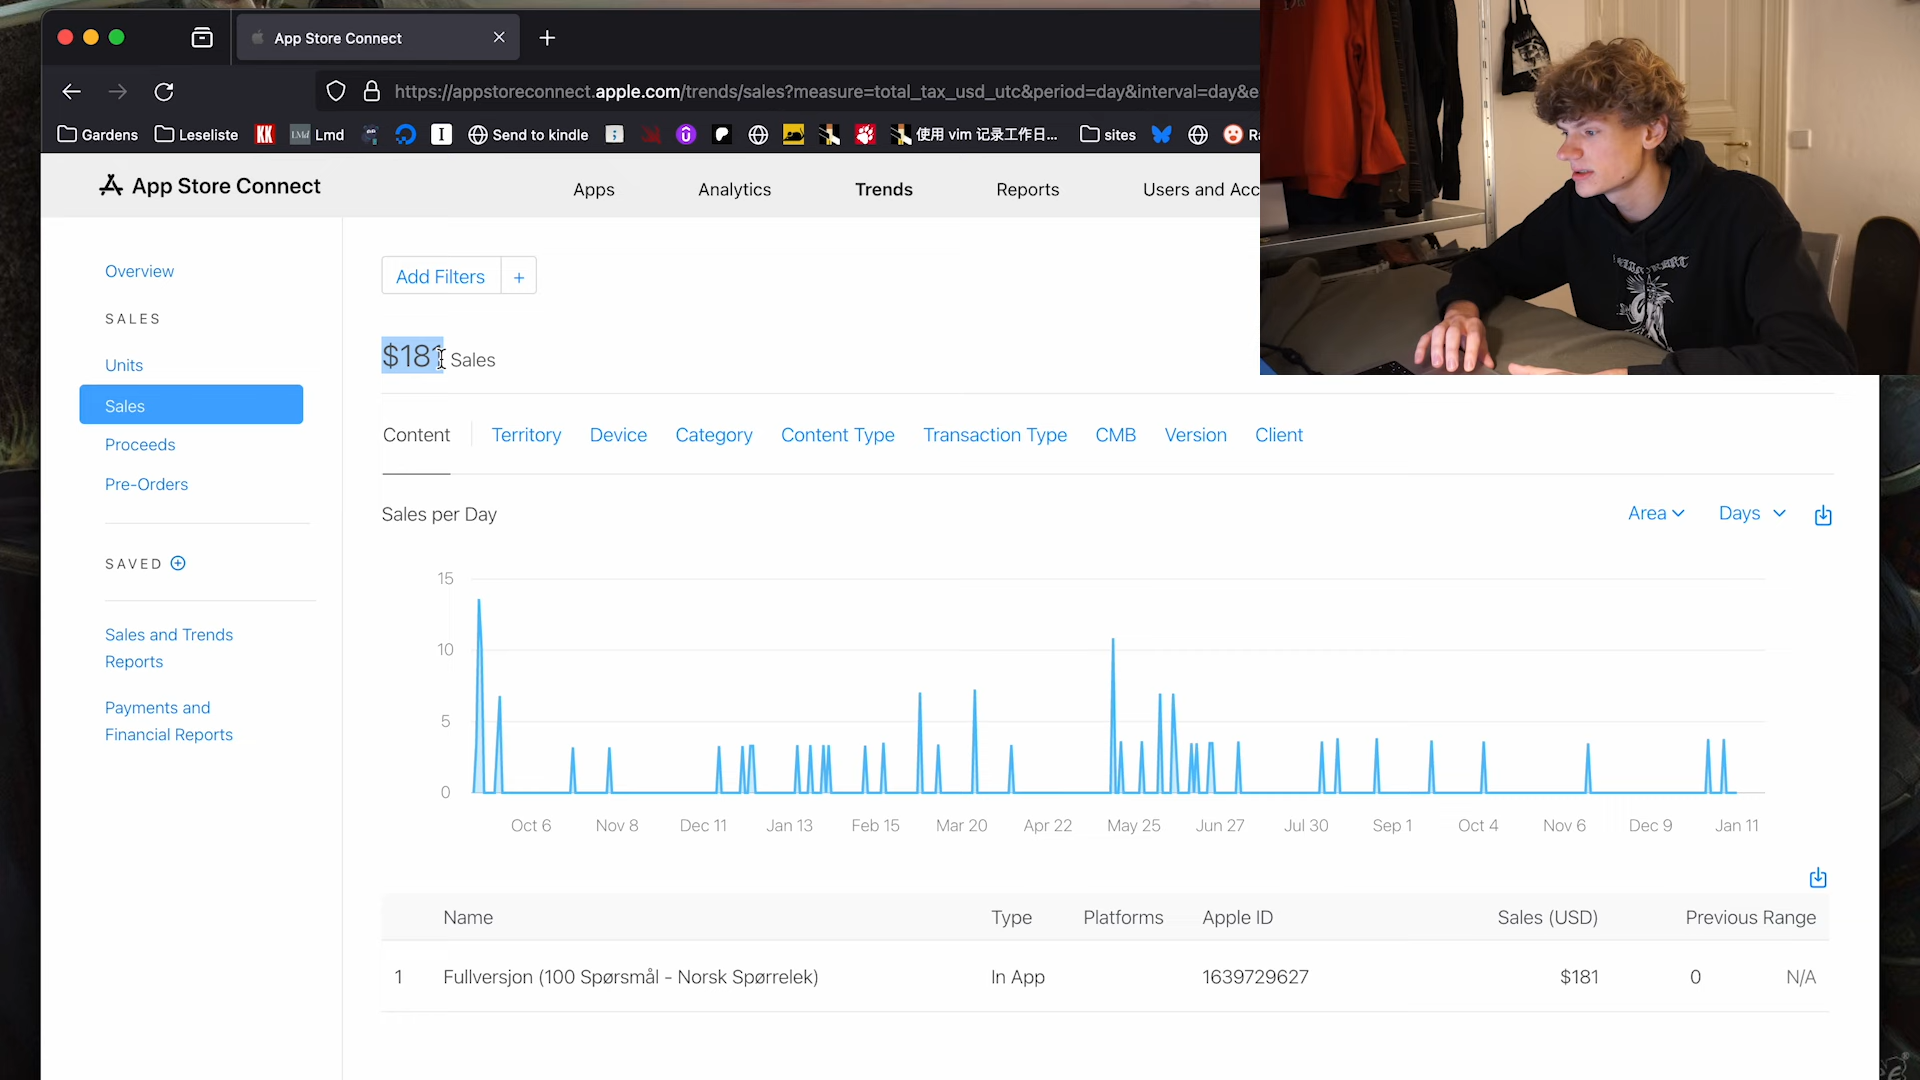 App Store Connect
https://appstoreconnect.apple.com/trends/sales?measure=total_tax_usd_utc&period=day&interval=day&e
Gardens
Leseliste
KK
LMd Lmd
Send to kindle
使用 vim 记录工作日...
sites
App Store Connect
Apps
Analytics
Trends
Reports
Users and Acc
Overview
SALES
Units
Sales
Proceeds
Pre-Orders
SAVED
Sales and Trends
Reports
Payments and
Financial Reports
Add Filters +
$181 Sales
Content Territory Device Category Content Type Transaction Type CMB Version Client
Sales per Day
Area Days
15
10
5
0
Oct 6 Nov 8 Dec 11 Jan 13 Feb 15 Mar 20 Apr 22 May 25 Jun 27 Jul 30 Sep 1 Oct 4 Nov 6 Dec 9 Jan 11
Name Type Platforms Apple ID Sales (USD) Previous Range
1 Fullversjon (100 Spørsmål - Norsk Spørrelek) In App 1639729627 $181 0 N/A